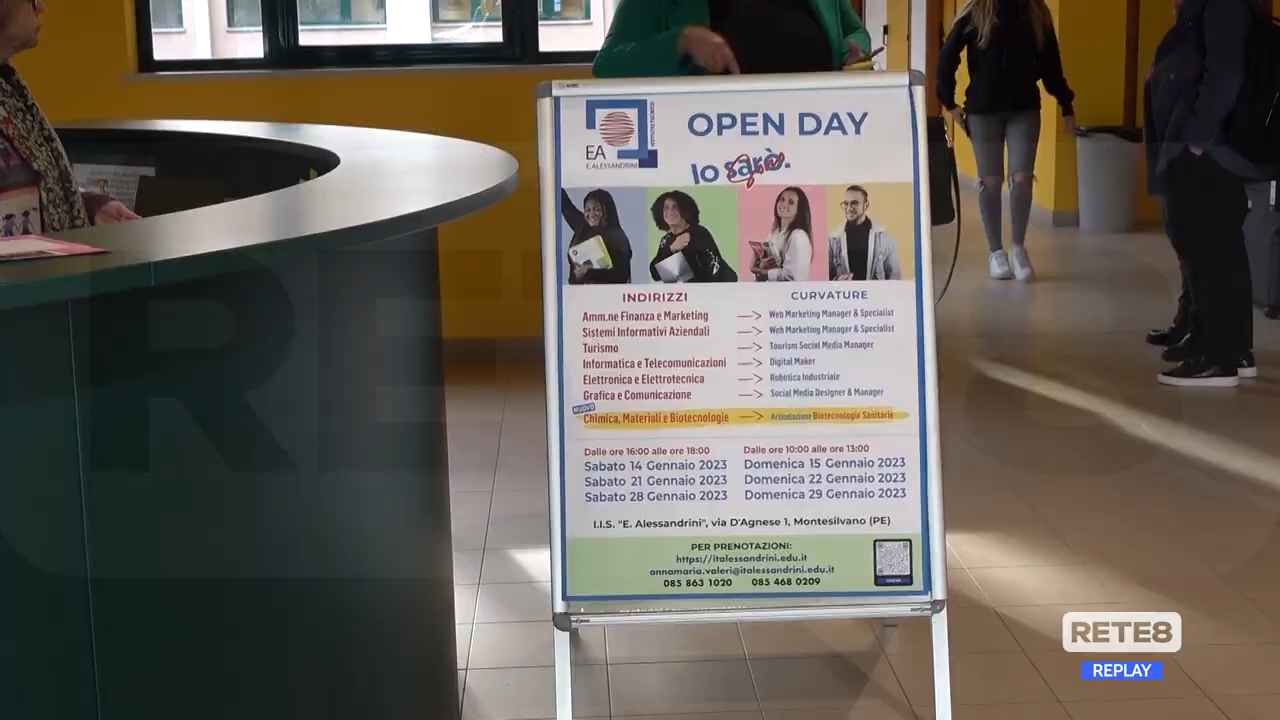 EA
E. ALESSANDRINI
ISTITUTO TECNICO
OPEN DAY
Io sarò.
INDIRIZZI
CURVATURE
Amm.ne Finanza e Marketing
Web Marketing Manager & Specialist
Sistemi Informativi Aziendali
Web Marketing Manager & Specialist
Turismo
Tourism Social Media Manager
Informatica e Telecomunicazioni
Digital Maker
Elettronica e Elettrotecnica
Robotica Industriale
Grafica e Comunicazione
Social Media Designer & Manager
NUOVO
Chimica, Materiali e Biotecnologie
Articolazione Biotecnologie Sanitarie
Dalle ore 16:00 alle ore 18:00
Sabato 14 Gennaio 2023
Sabato 21 Gennaio 2023
Sabato 28 Gennaio 2023
Dalle ore 10:00 alle ore 13:00
Domenica 15 Gennaio 2023
Domenica 22 Gennaio 2023
Domenica 29 Gennaio 2023
I.I.S. "E. Alessandrini", via D'Agnese 1, Montesilvano (PE)
PER PRENOTAZIONI:
https://italessandrini.edu.it
annamaria.valeri@italessandrini.edu.it
085 863 1020 085 468 0209
RETE8
REPLAY